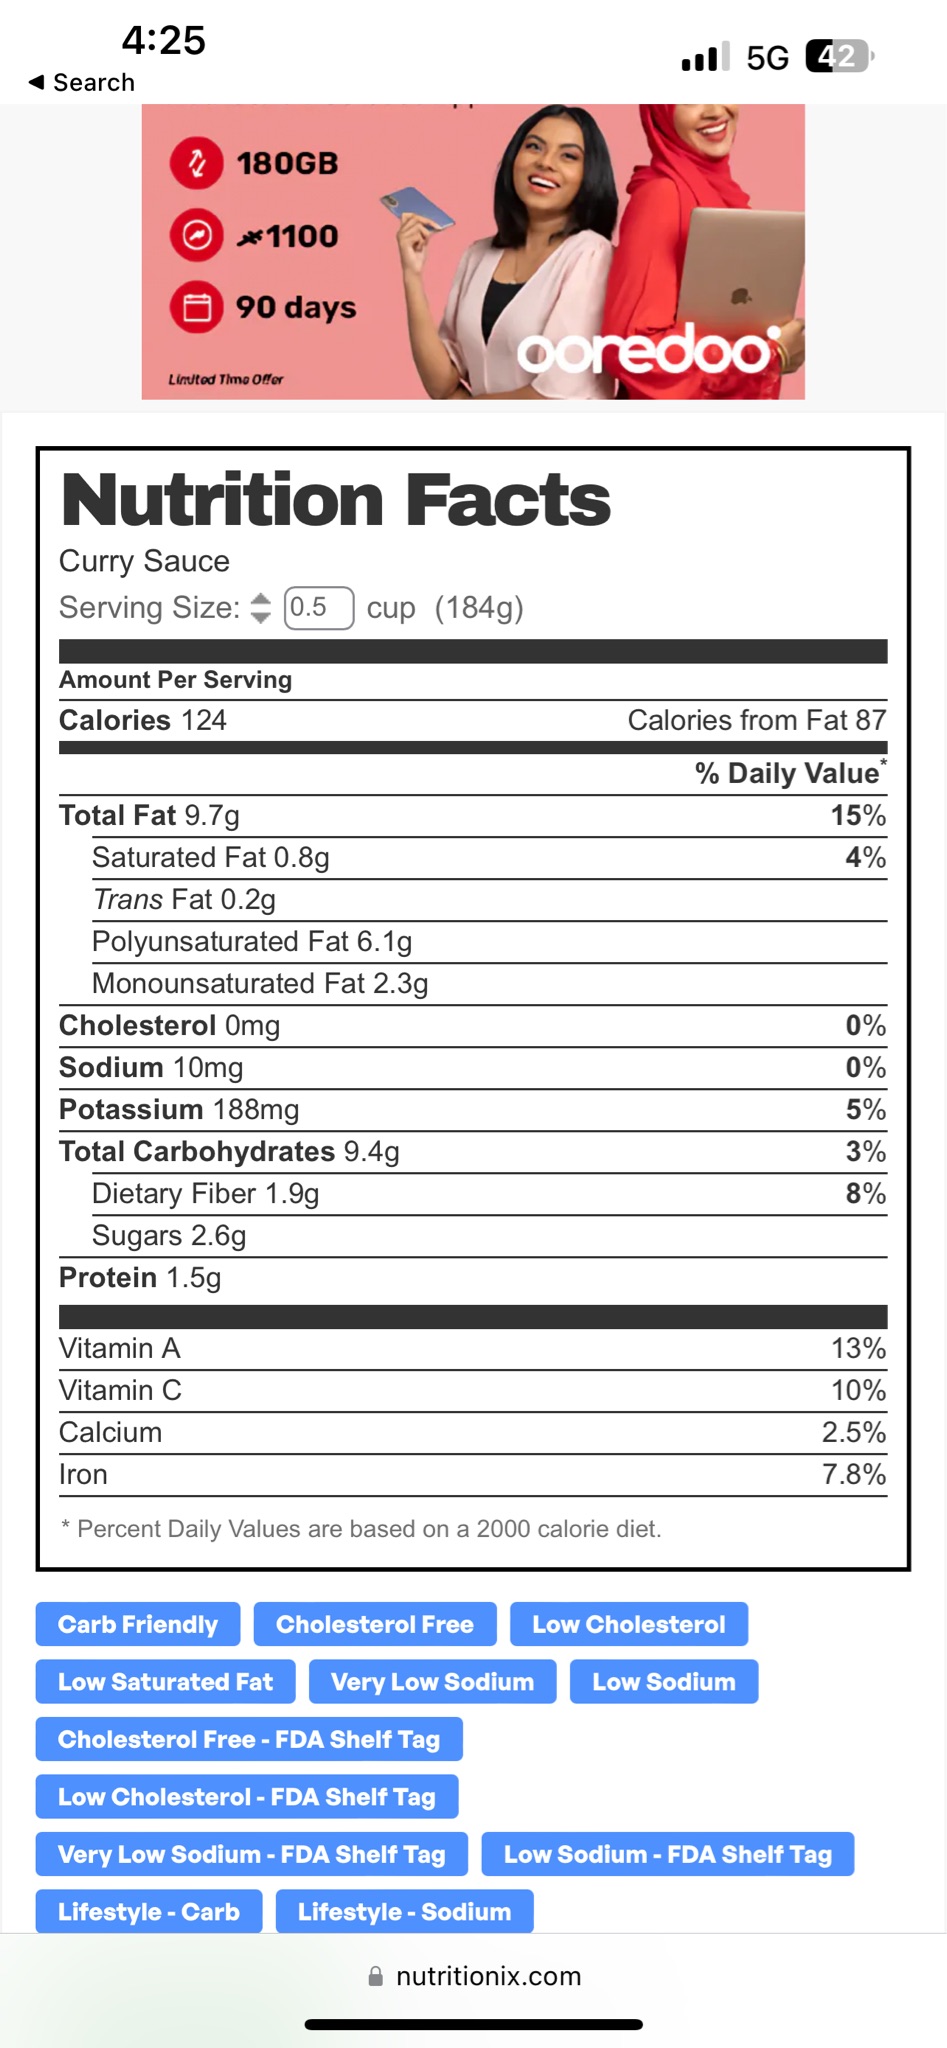 4:25
5G 42
◀ Search
180GB
1100
90 days
ooredoo
Limited Time Offer
Nutrition Facts
Curry Sauce
Serving Size: 0.5 cup (184g)
Amount Per Serving
Calories 124 Calories from Fat 87
% Daily Value*
Total Fat 9.7g 15%
Saturated Fat 0.8g 4%
Trans Fat 0.2g
Polyunsaturated Fat 6.1g
Monounsaturated Fat 2.3g
Cholesterol 0mg 0%
Sodium 10mg 0%
Potassium 188mg 5%
Total Carbohydrates 9.4g 3%
Dietary Fiber 1.9g 8%
Sugars 2.6g
Protein 1.5g
Vitamin A 13%
Vitamin C 10%
Calcium 2.5%
Iron 7.8%
* Percent Daily Values are based on a 2000 calorie diet.
Carb Friendly Cholesterol Free Low Cholesterol
Low Saturated Fat Very Low Sodium Low Sodium
Cholesterol Free - FDA Shelf Tag
Low Cholesterol - FDA Shelf Tag
Very Low Sodium - FDA Shelf Tag Low Sodium - FDA Shelf Tag
Lifestyle - Carb Lifestyle - Sodium
nutritionix.com